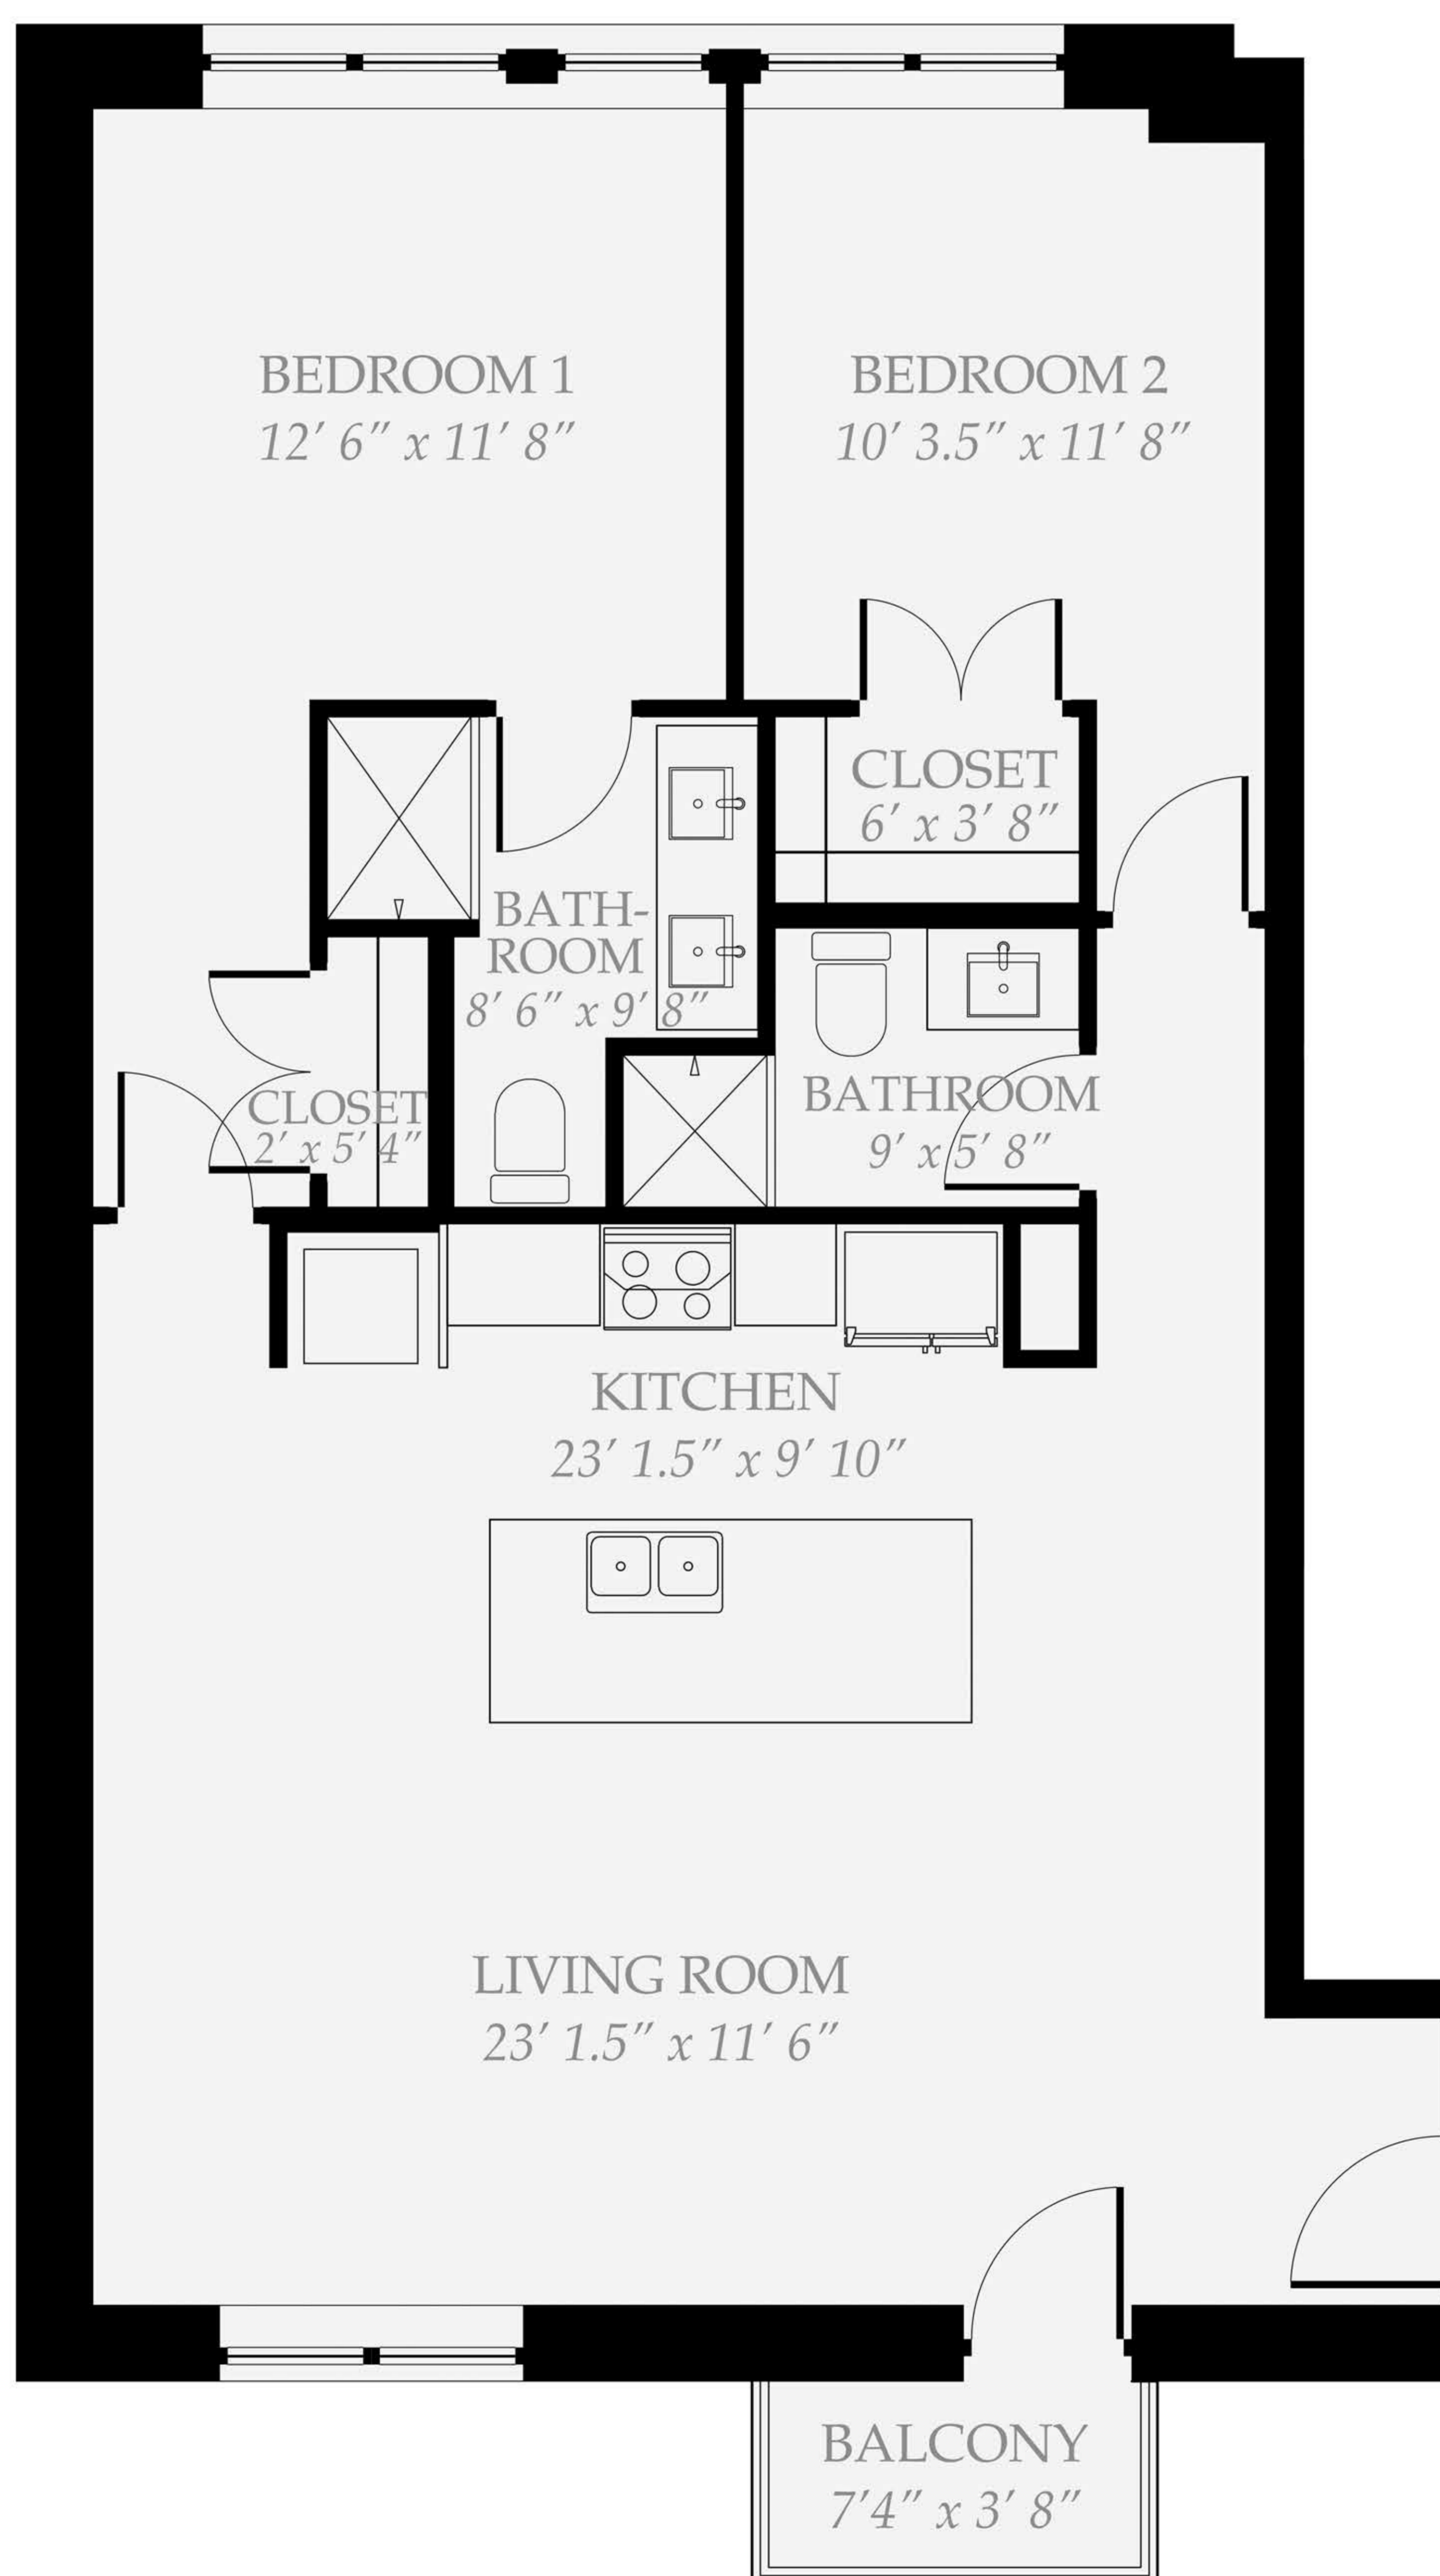 BEDROOM 1
12′ 6″ x 11′ 8″
BEDROOM 2
10′ 3.5″ x 11′ 8″
CLOSET
6′ x 3′ 8″
BATH-
ROOM
8′ 6″ x 9′ 8″
CLOSET
2′ x 5′ 4″
BATHROOM
9′ x 5′ 8″
KITCHEN
23′ 1.5″ x 9′ 10″
LIVING ROOM
23′ 1.5″ x 11′ 6″
BALCONY
7′4″ x 3′ 8″